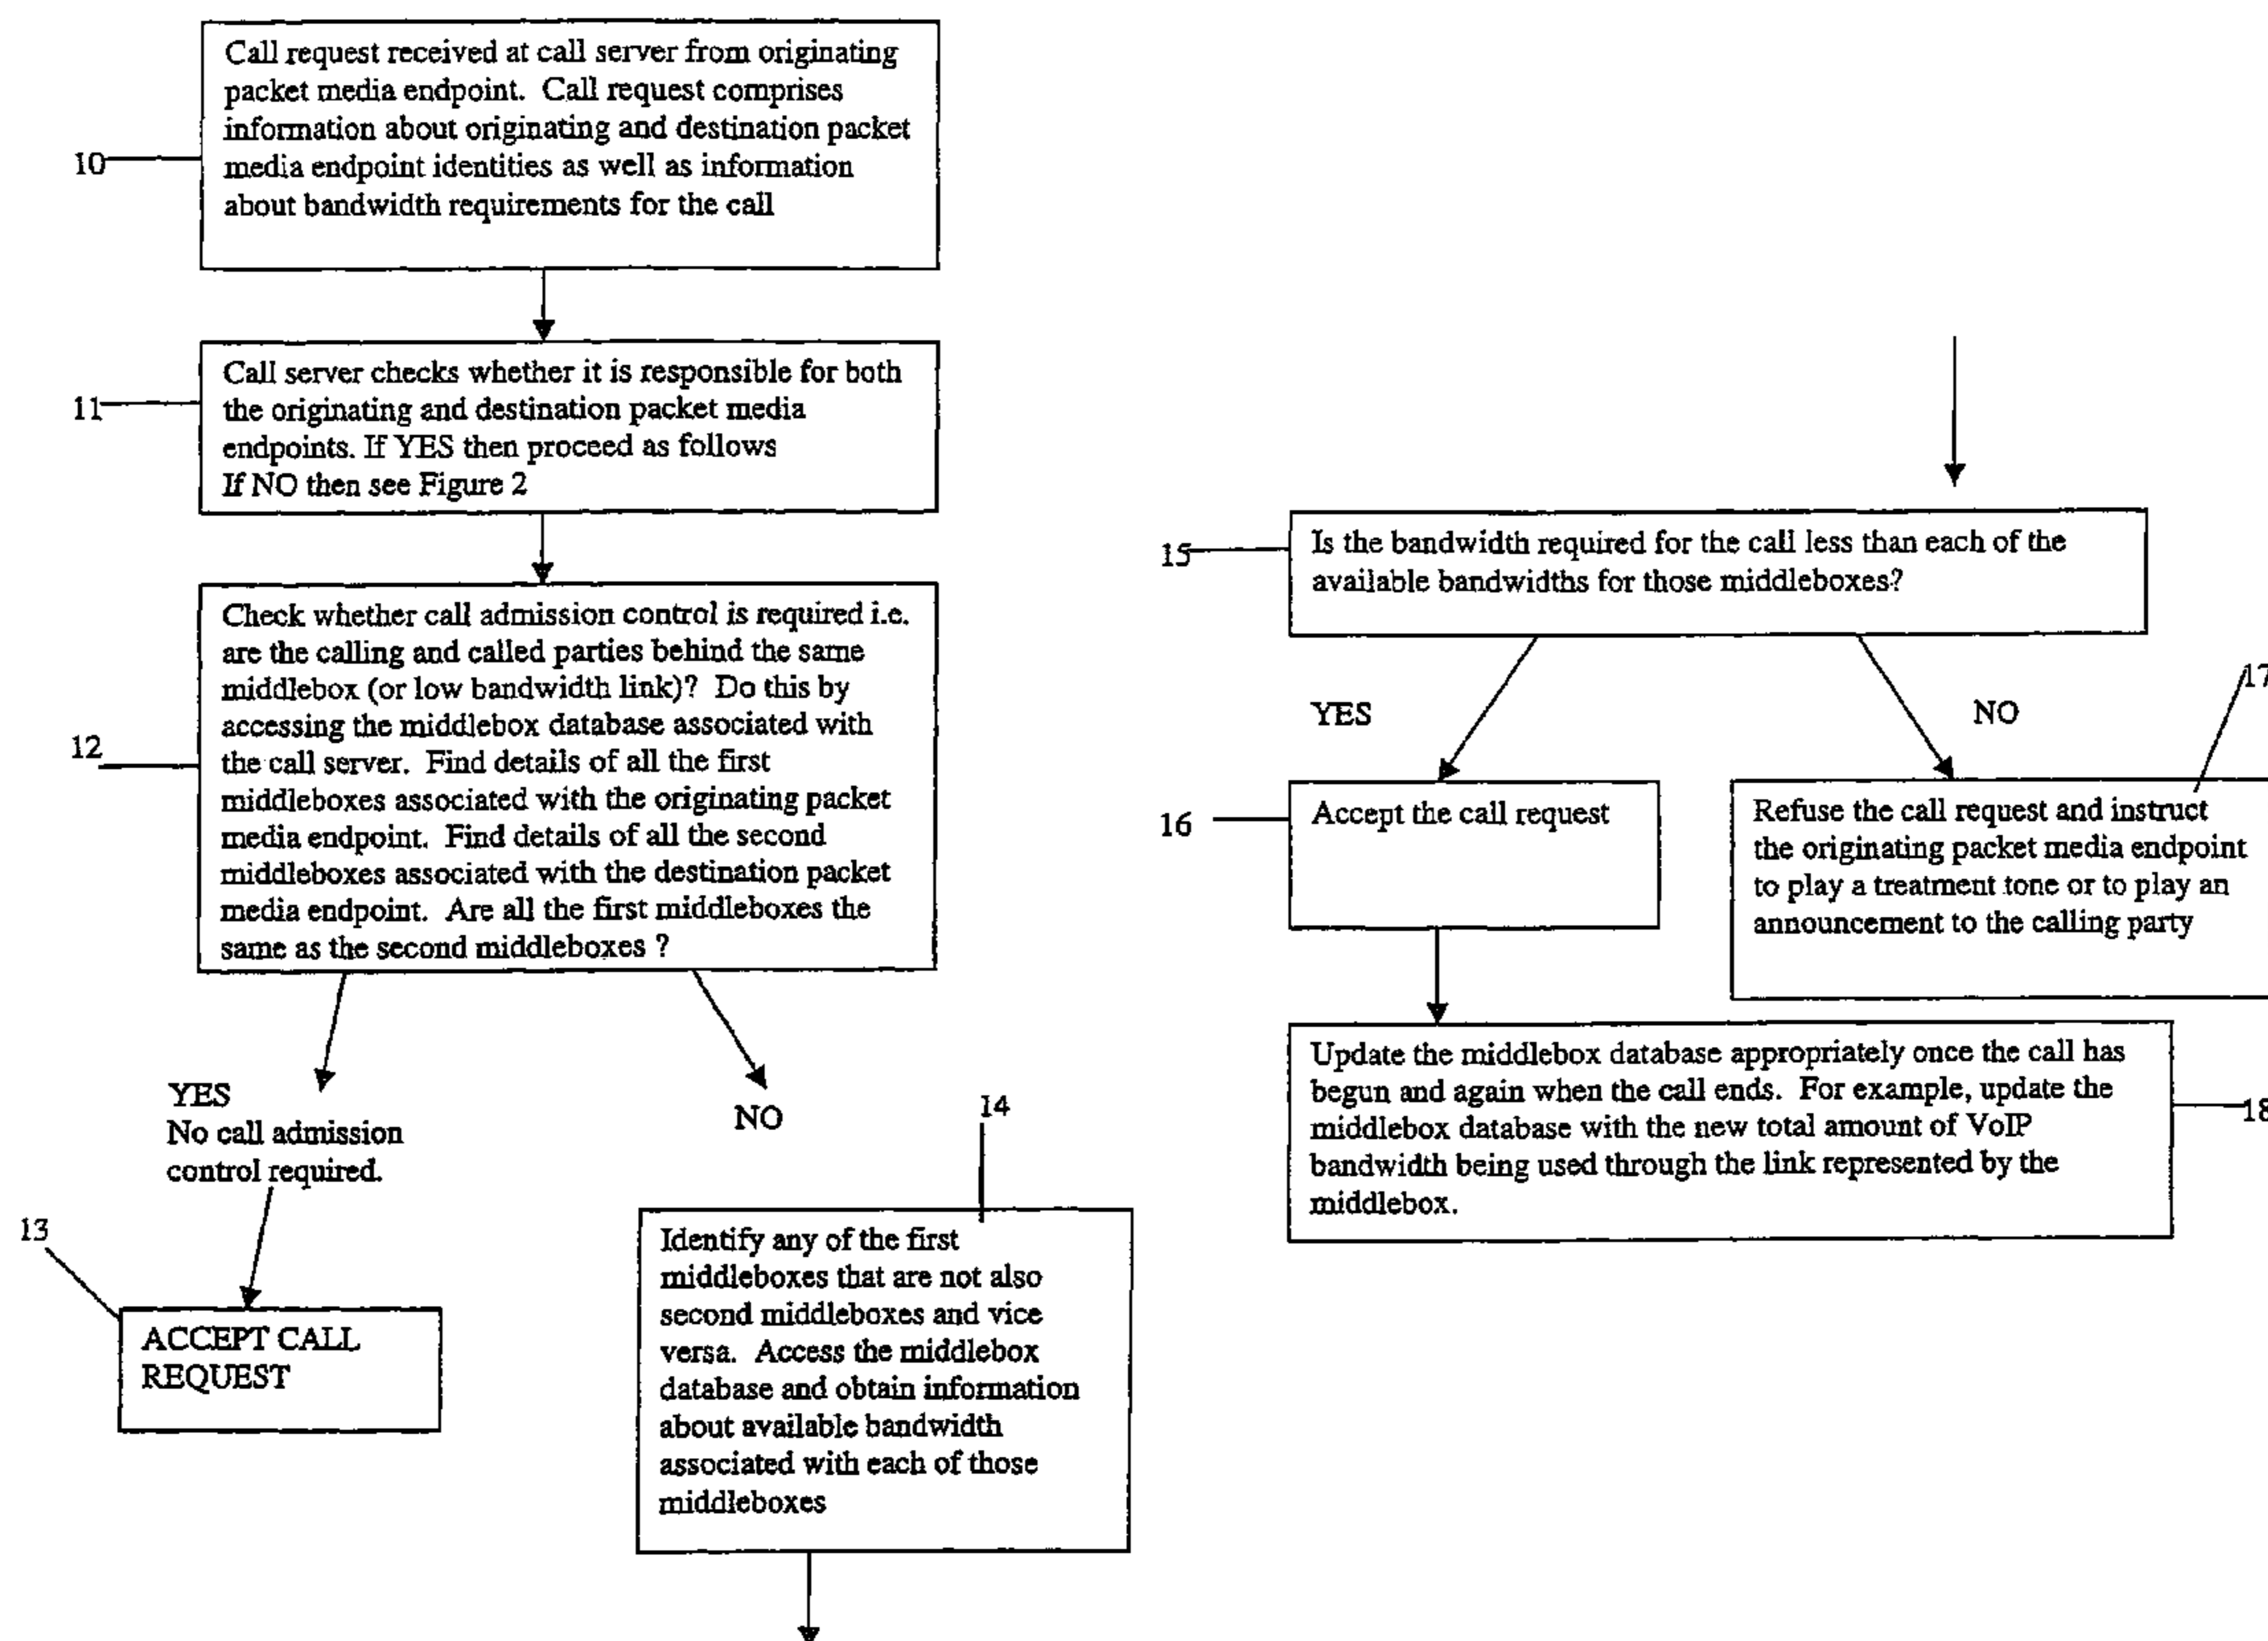 Call request received at call server from originating
packet media endpoint. Call request comprises
information about originating and destination packet
media endpoint identities as well as information
about bandwidth requirements for the call
10
Call server checks whether it is responsible for both
the originating and destination packet media
endpoints. If YES then proceed as follows
If NO then see Figure 2
11
Check whether call admission control is required i.e.
are the calling and called parties behind the same
middlebox (or low bandwidth link)? Do this by
accessing the middlebox database associated with
the call server. Find details of all the first
middleboxes associated with the originating packet
media endpoint. Find details of all the second
middleboxes associated with the destination packet
media endpoint. Are all the first middleboxes the
same as the second middleboxes ?
12
YES
No call admission
control required.
NO
13
ACCEPT CALL
REQUEST
14
Identify any of the first
middleboxes that are not also
second middleboxes and vice
versa. Access the middlebox
database and obtain information
about available bandwidth
associated with each of those
middleboxes
15
Is the bandwidth required for the call less than each of the
available bandwidths for those middleboxes?
YES
NO
16
Accept the call request
17
Refuse the call request and instruct
the originating packet media endpoint
to play a treatment tone or to play an
announcement to the calling party
Update the middlebox database appropriately once the call has
begun and again when the call ends. For example, update the
middlebox database with the new total amount of VoIP
bandwidth being used through the link represented by the
middlebox.
18